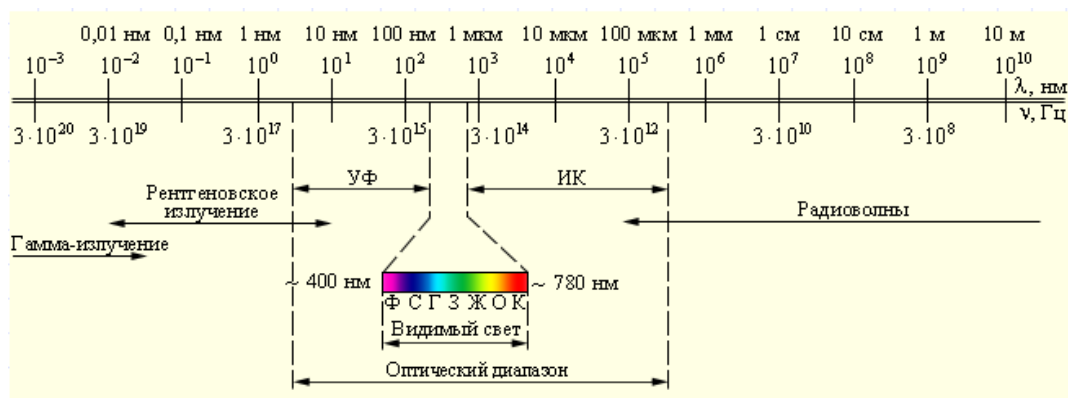 0,01 нм 0,1 нм 1 нм 10 нм 100 нм 1 мкм 10 мкм 100 мкм 1 мм 1 см 10 см 1 м 10 м
10⁻³ 10⁻² 10⁻¹ 10⁰ 10¹ 10² 10³ 10⁴ 10⁵ 10⁶ 10⁷ 10⁸ 10⁹ 10¹⁰
λ, нм
ν, Гц
3·10²⁰ 3·10¹⁹ 3·10¹⁷ 3·10¹⁵ 3·10¹⁴ 3·10¹² 3·10¹⁰ 3·10⁸
УФ ИК
Рентгеновское
излучение
Радиоволны
Гамма-излучение
~ 400 нм ~ 780 нм
Ф С Г З Ж О К
Видимый свет
Оптический диапазон